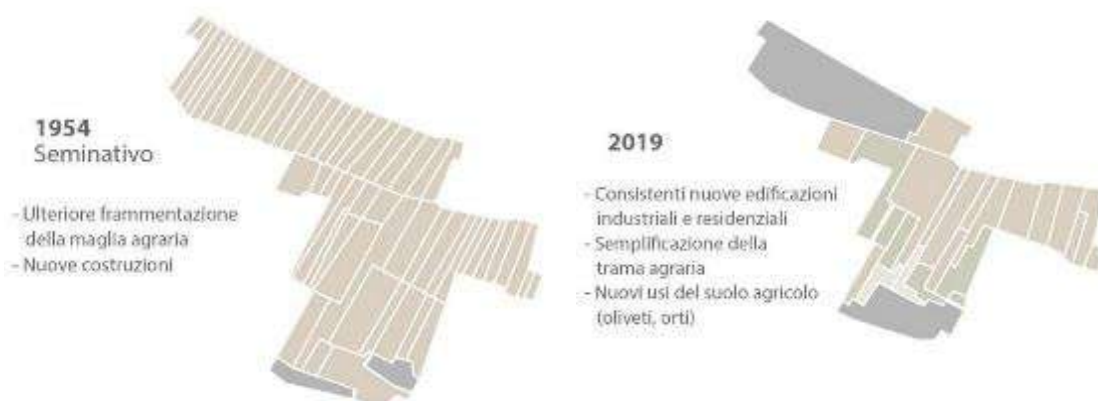 1954
Seminativo
- Ulteriore frammentazione
della maglia agraria
- Nuove costruzioni
2019
- Consistenti nuove edificazioni
industriali e residenziali
- Semplificazione della
trama agraria
- Nuovi usi del suolo agricolo
(oliveti, orti)